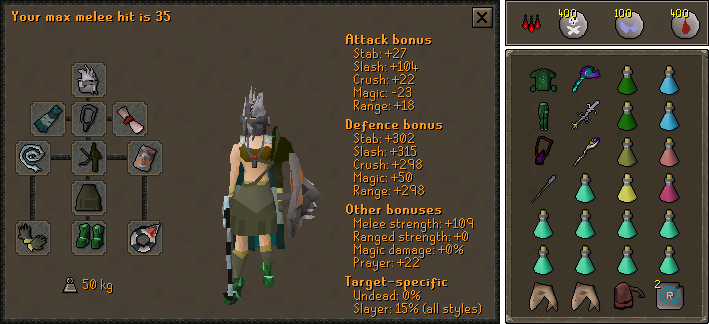 Your max melee hit is 35
Attack bonus
Stab: +27
Slash: +104
Crush: +22
Magic: -23
Range: +18
Defence bonus
Stab: +302
Slash: +315
Crush: +298
Magic: +50
Range: +298
Other bonuses
Melee strength: +109
Ranged strength: +0
Magic damage: +0%
Prayer: +22
Target-specific
Undead: 0%
Slayer: 15% (all styles)
50 kg
400
100
400
2
R